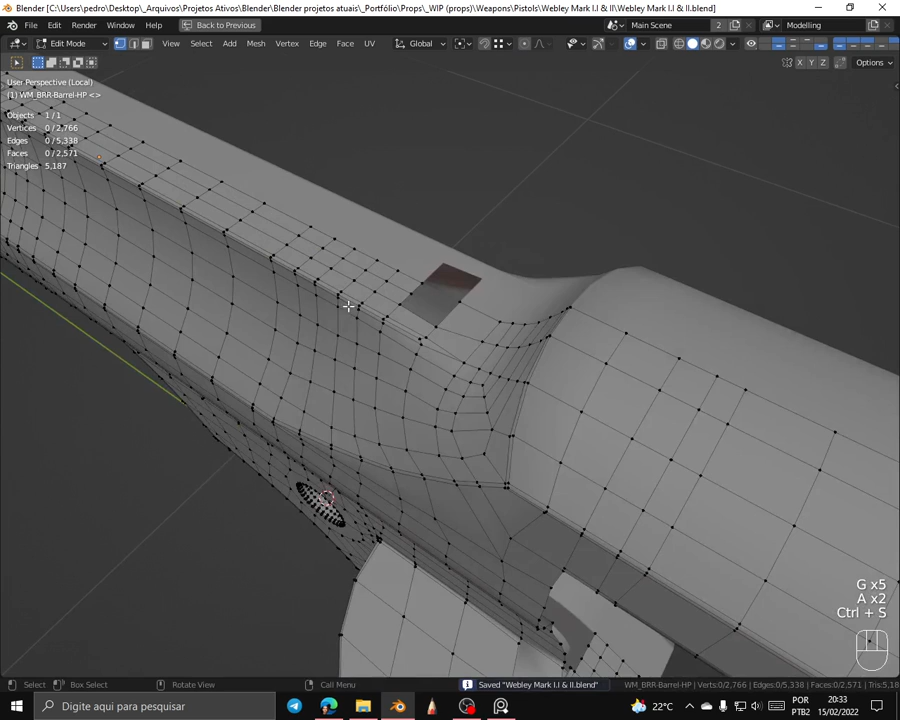 Blender [C:\Users\pedro\Desktop\_Arquivos\Projetos Ativos\Blender\Blender projetos atuais\_Portfólio\Props\_WIP (props)\Weapons\Pistols\Webley Mark I.I & II\Webley Mark I.I & II.blend]
File Edit Render Window Help Back to Previous Main Scene 2 Modelling
Edit Mode View Select Add Mesh Vertex Edge Face UV Global
X Y Z Options
User Perspective (Local)
(1) WM_BRR-Barrel-HP <>
Objects 1/1
Vertices 0/2,766
Edges 0/5,338
Faces 0/2,571
Triangles 5,187
G x5
A x2
Ctrl + S
Select Box Select Rotate View Call Menu Saved "Webley Mark I.I & II.blend" WM_BRR-Barrel-HP | Verts:0/2,766 | Edges:0/5,338 | Faces:0/2,571 | Tris:5,18
Digite aqui para pesquisar 22°C POR 20:33
PTB2 15/02/2022